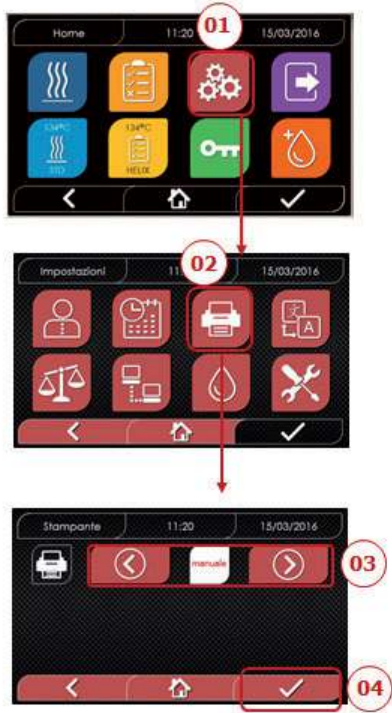 01
Home 11:20 15/03/2016
134°C 134°C
STD HELIX
02
Impostazioni 11: 15/03/2016
文 A
Stampante 11:20 15/03/2016
manuale
03
04